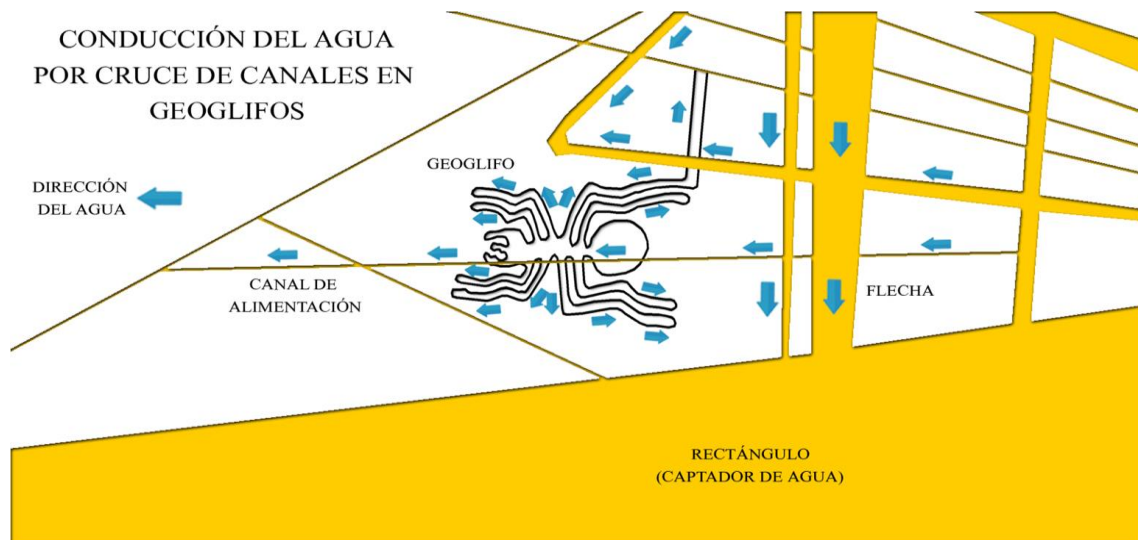 CONDUCCIÓN DEL AGUA
POR CRUCE DE CANALES EN
GEOGLIFOS
GEOGLIFO
DIRECCIÓN
DEL AGUA
CANAL DE
ALIMENTACIÓN
FLECHA
RECTÁNGULO
(CAPTADOR DE AGUA)